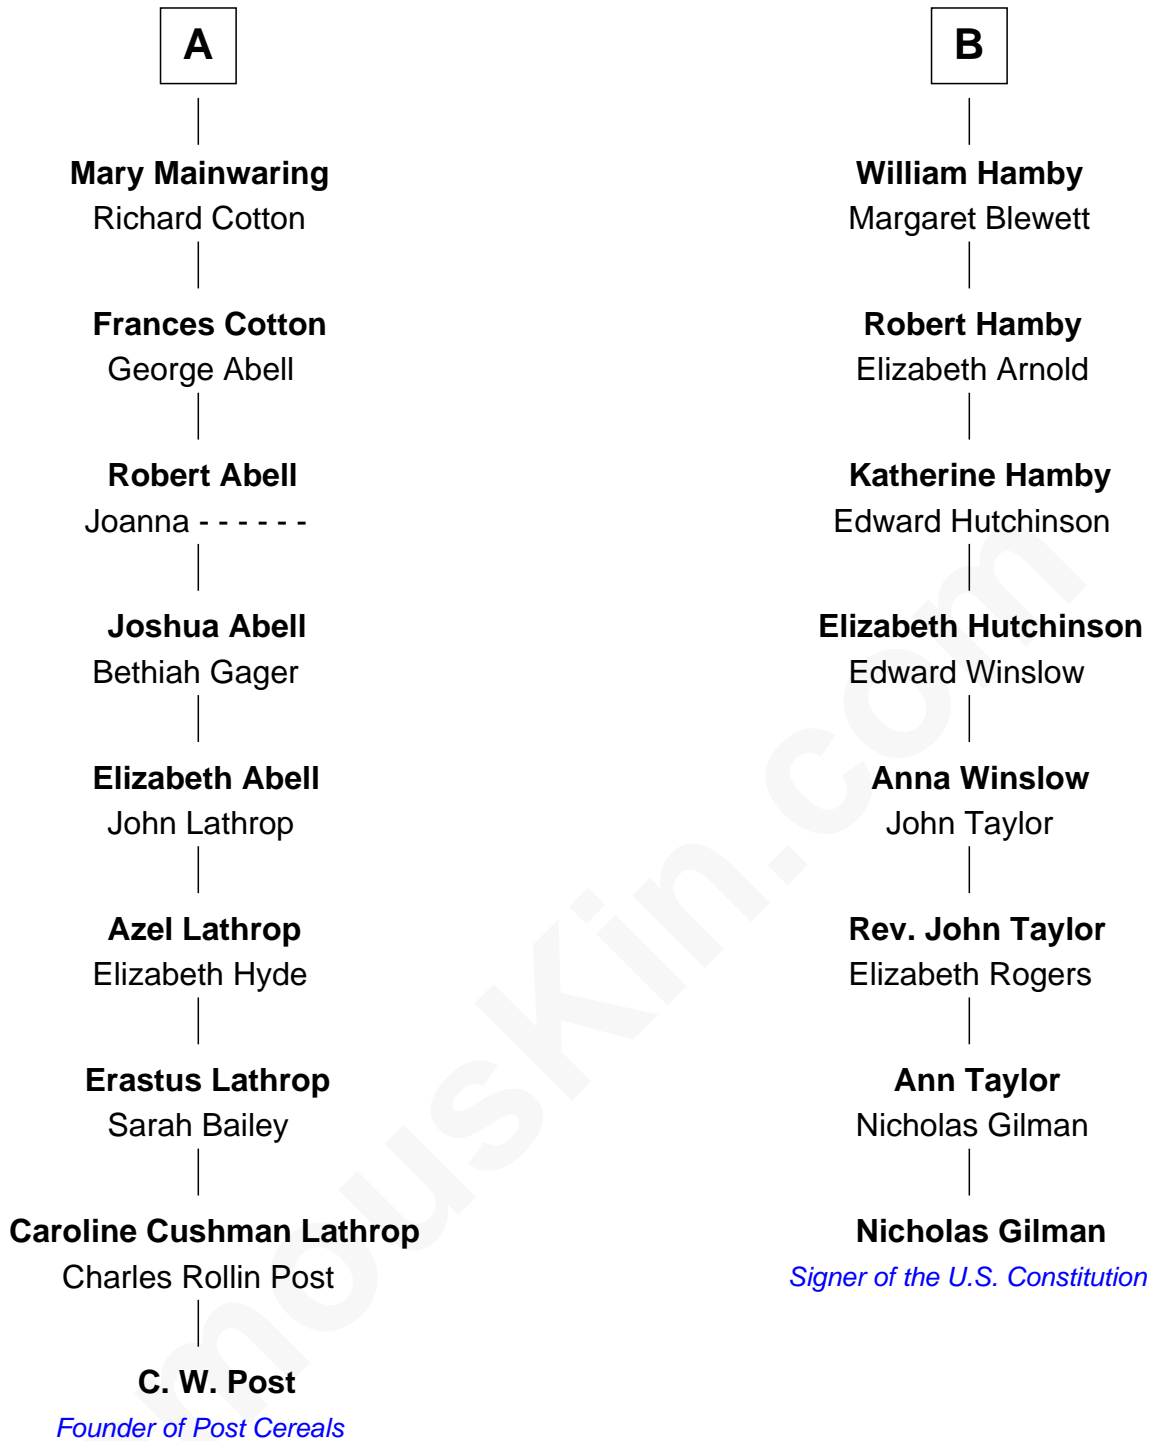 A
Mary Mainwaring
Richard Cotton
Frances Cotton
George Abell
Robert Abell
Joanna - - - - - -
Joshua Abell
Bethiah Gager
Elizabeth Abell
John Lathrop
Azel Lathrop
Elizabeth Hyde
Erastus Lathrop
Sarah Bailey
Caroline Cushman Lathrop
Charles Rollin Post
C. W. Post
Founder of Post Cereals
B
William Hamby
Margaret Blewett
Robert Hamby
Elizabeth Arnold
Katherine Hamby
Edward Hutchinson
Elizabeth Hutchinson
Edward Winslow
Anna Winslow
John Taylor
Rev. John Taylor
Elizabeth Rogers
Ann Taylor
Nicholas Gilman
Nicholas Gilman
Signer of the U.S. Constitution
mousKin.com